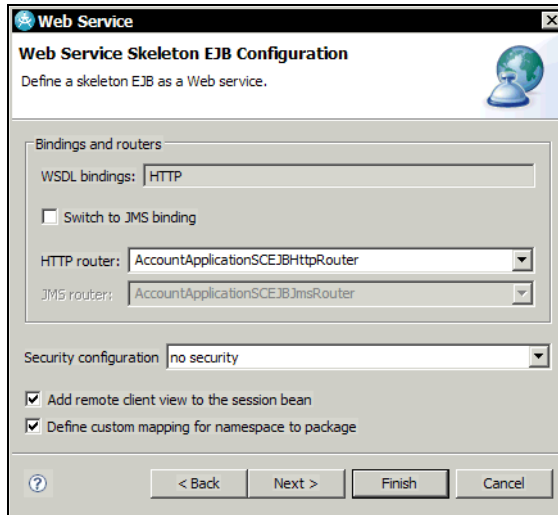 Web Service
Web Service Skeleton EJB Configuration
Define a skeleton EJB as a Web service.
Bindings and routers
WSDL bindings: HTTP
Switch to JMS binding
HTTP router: AccountApplicationSCEJBHttpRouter
JMS router: AccountApplicationSCEJBJmsRouter
Security configuration no security
Add remote client view to the session bean
Define custom mapping for namespace to package
? < Back Next > Finish Cancel